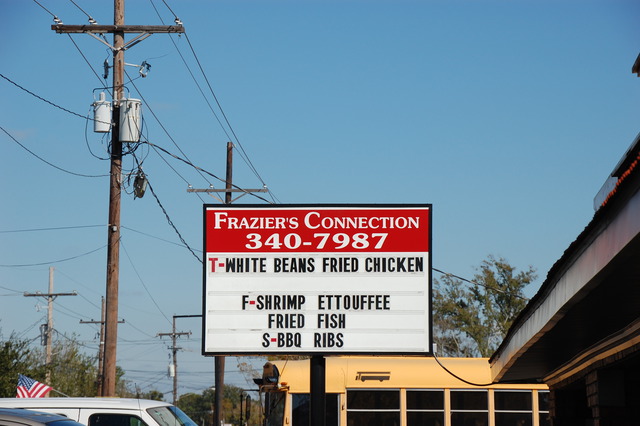 FRAZIER'S CONNECTION
340-7987
T-WHITE BEANS FRIED CHICKEN
F-SHRIMP ETTOUFFEE
FRIED FISH
S-BBQ RIBS